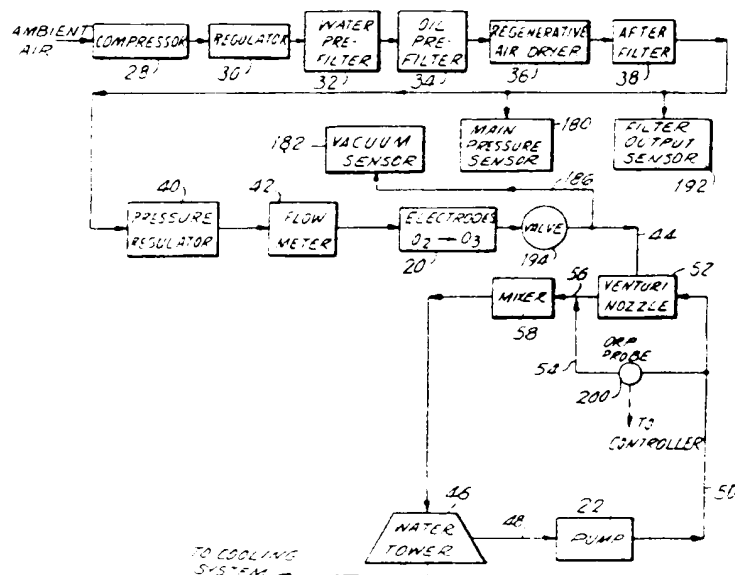 AMBIENT
AIR
COMPRESSOR
28
REGULATOR
30
WATER
PRE-
FILTER
32
OIL
PRE-
FILTER
34
REGENERATIVE
AIR DRYER
36
AFTER
FILTER
38
182
VACUUM
SENSOR
MAIN
PRESSURE
SENSOR
180
FILTER
OUTPUT
SENSOR
192
186
40
PRESSURE
REGULATOR
42
FLOW
METER
ELECTRODES
O2 → O3
20
VALVE
194
44
52
VENTURI
NOZZLE
56
MIXER
58
54
ORP
PROBE
200
TO
CONTROLLER
50
46
WATER
TOWER
48
22
PUMP
TO COOLING
SYSTEM